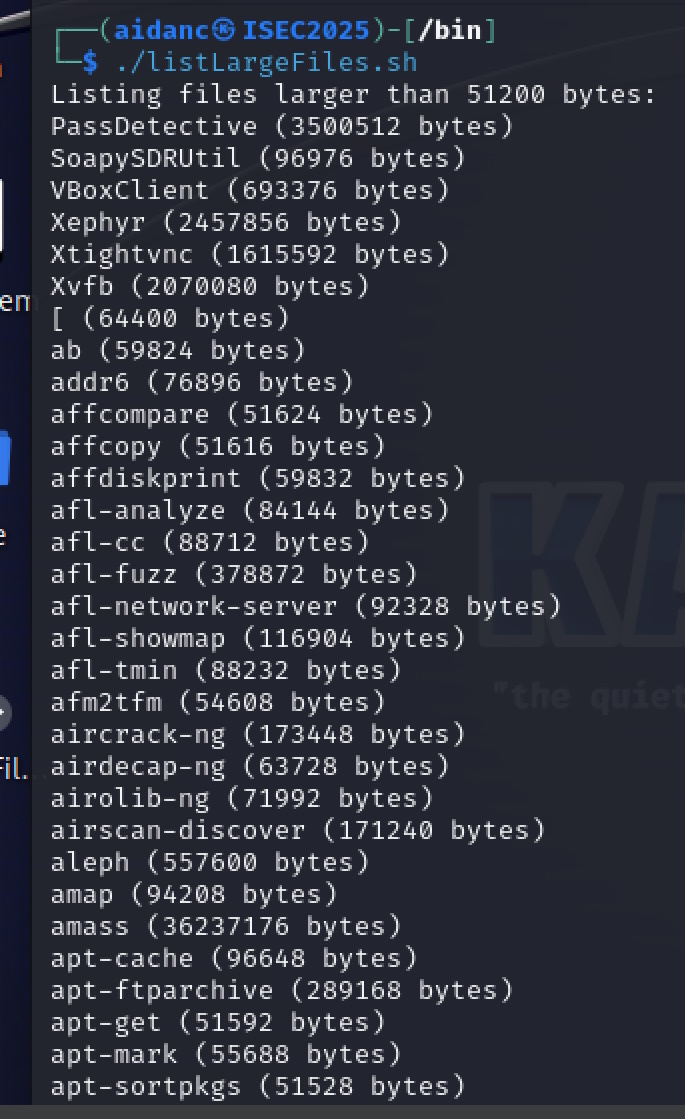 ┌──(aidanc㉿ISEC2025)-[/bin]
└─$ ./listLargeFiles.sh
Listing files larger than 51200 bytes:
PassDetective (3500512 bytes)
SoapySDRUtil (96976 bytes)
VBoxClient (693376 bytes)
Xephyr (2457856 bytes)
Xtightvnc (1615592 bytes)
Xvfb (2070080 bytes)
[ (64400 bytes)
ab (59824 bytes)
addr6 (76896 bytes)
affcompare (51624 bytes)
affcopy (51616 bytes)
affdiskprint (59832 bytes)
afl-analyze (84144 bytes)
afl-cc (88712 bytes)
afl-fuzz (378872 bytes)
afl-network-server (92328 bytes)
afl-showmap (116904 bytes)
afl-tmin (88232 bytes)
afm2tfm (54608 bytes)
aircrack-ng (173448 bytes)
airdecap-ng (63728 bytes)
airolib-ng (71992 bytes)
airscan-discover (171240 bytes)
aleph (557600 bytes)
amap (94208 bytes)
amass (36237176 bytes)
apt-cache (96648 bytes)
apt-ftparchive (289168 bytes)
apt-get (51592 bytes)
apt-mark (55688 bytes)
apt-sortpkgs (51528 bytes)
KA
"the quiet
em
e
Fil...